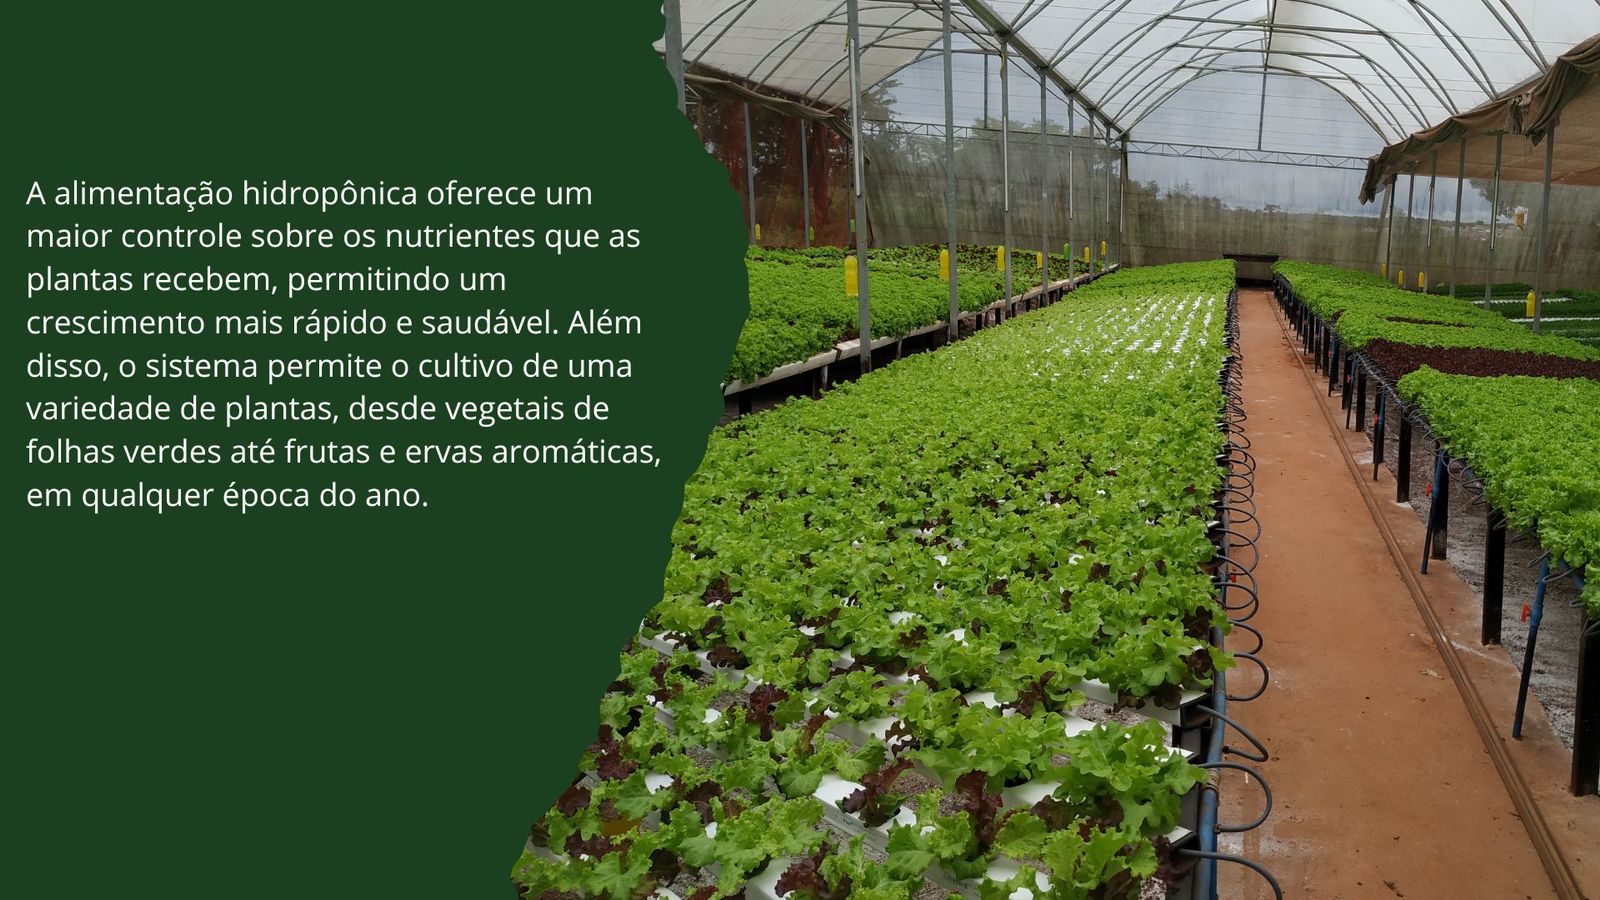 A alimentação hidropônica oferece um
maior controle sobre os nutrientes que as
plantas recebem, permitindo um
crescimento mais rápido e saudável. Além
disso, o sistema permite o cultivo de uma
variedade de plantas, desde vegetais de
folhas verdes até frutas e ervas aromáticas,
em qualquer época do ano.